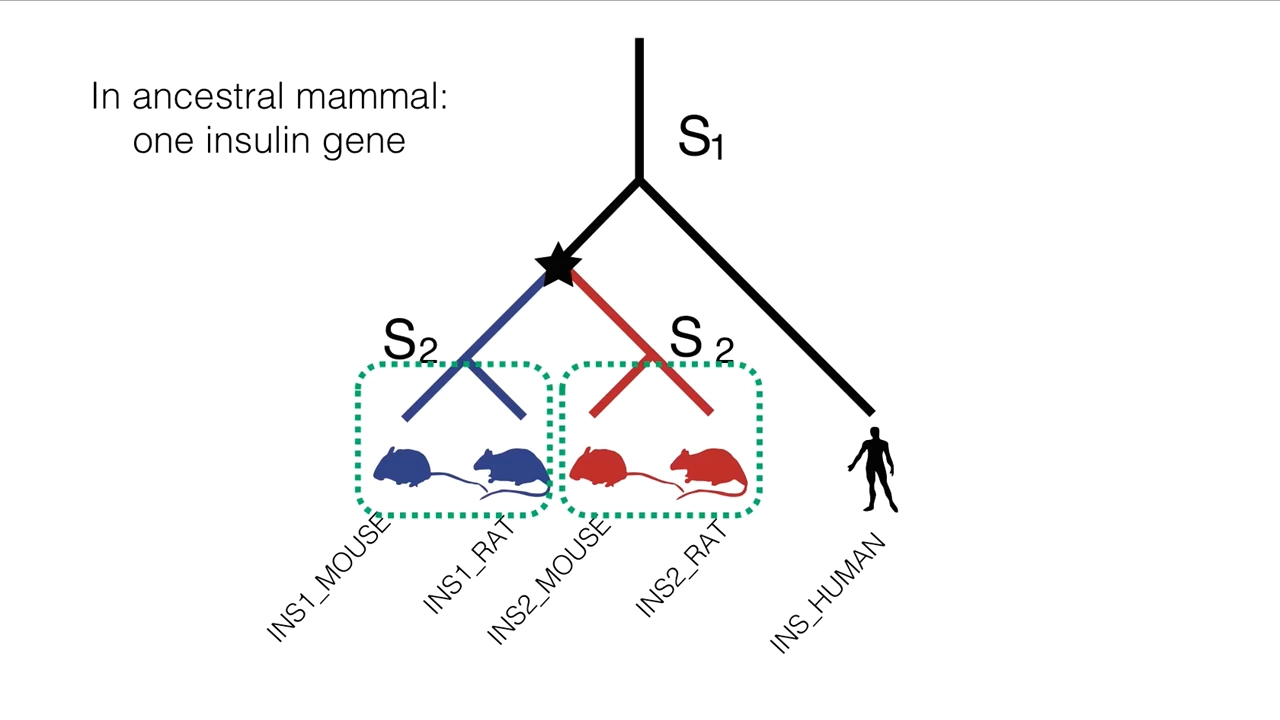 In ancestral mammal:
one insulin gene
S1
S2
S 2
INS1_MOUSE
INS1_RAT
INS2_MOUSE
INS2_RAT
INS_HUMAN